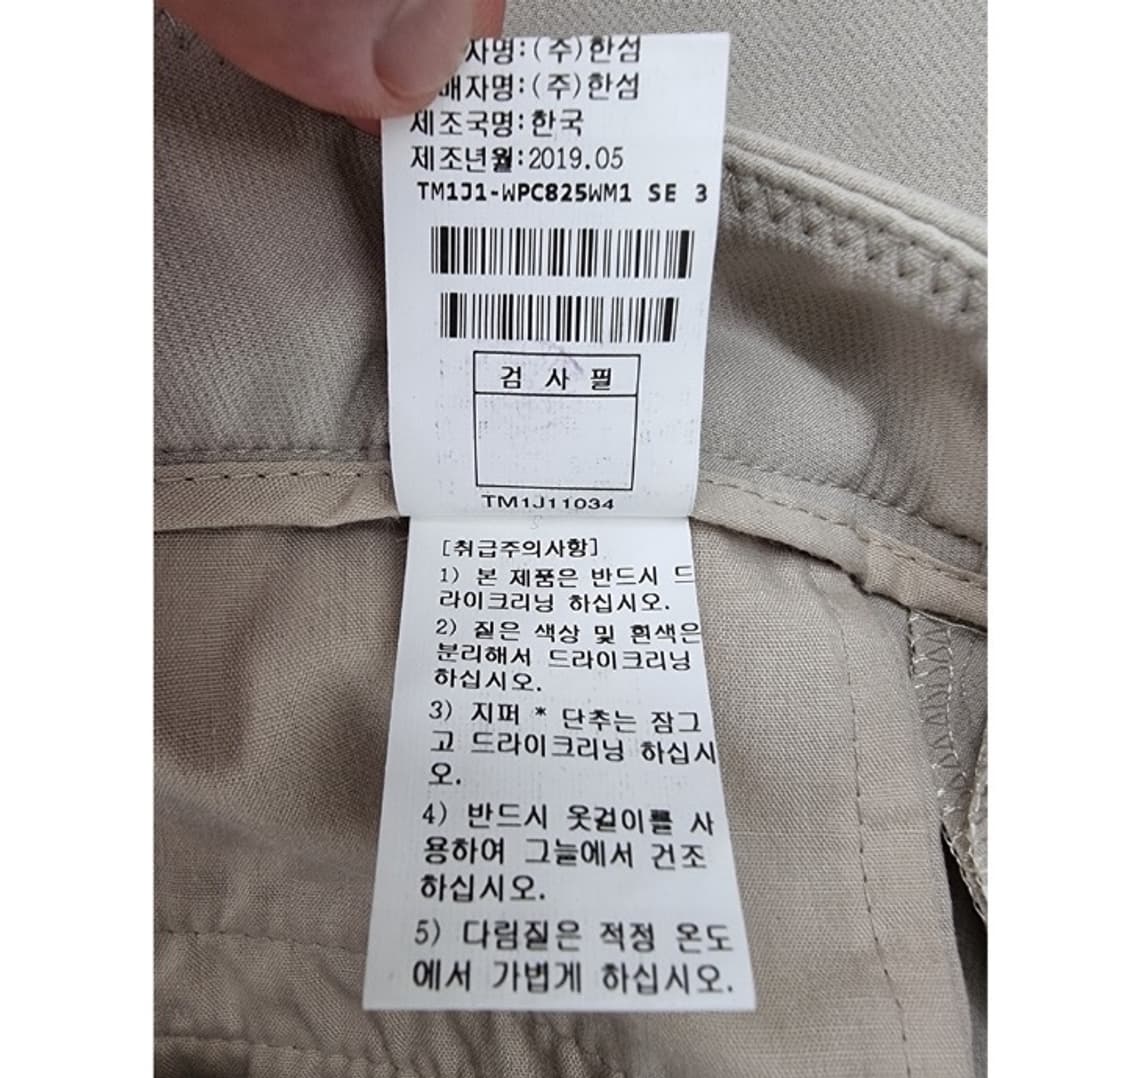 자명:(주)한섬
매자명:(주)한섬
제조국명:한국
제조년월:2019.05
TM1J1-WPC825WM1 SE 3
검 사 필
TM1J11034
[취급주의사항]
1) 본 제품은 반드시 드
라이크리닝 하십시오.
2) 질은 색상 및 흰색은
분리해서 드라이크리닝
하십시오.
3) 지퍼 * 단추는 잠그
고 드라이크리닝 하십시
오.
4) 반드시 옷걸이를 사
용하여 그늘에서 건조
하십시오.
5) 다림질은 적정 온도
에서 가볍게 하십시오.